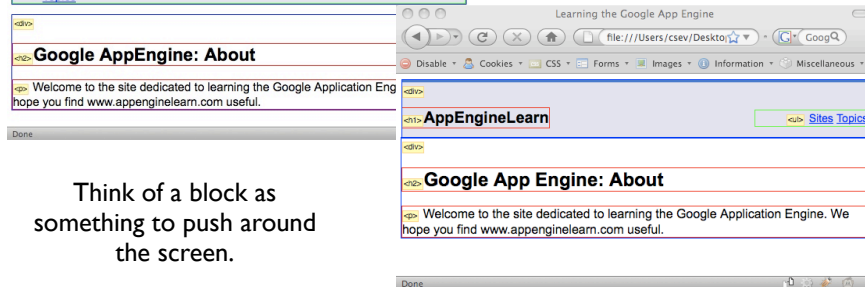 <div>
<h2> Google AppEngine: About
<p> Welcome to the site dedicated to learning the Google Application Eng
hope you find www.appenginelearn.com useful.
Done
Think of a block as
something to push around
the screen.
Learning the Google App Engine
file:///Users/csev/Desktop
Goog
Disable Cookies CSS Forms Images Information Miscellaneous
<div>
<h1> AppEngineLearn
<ul> Sites Topics
<div>
<h2> Google App Engine: About
<p> Welcome to the site dedicated to learning the Google Application Engine. We
hope you find www.appenginelearn.com useful.
Done